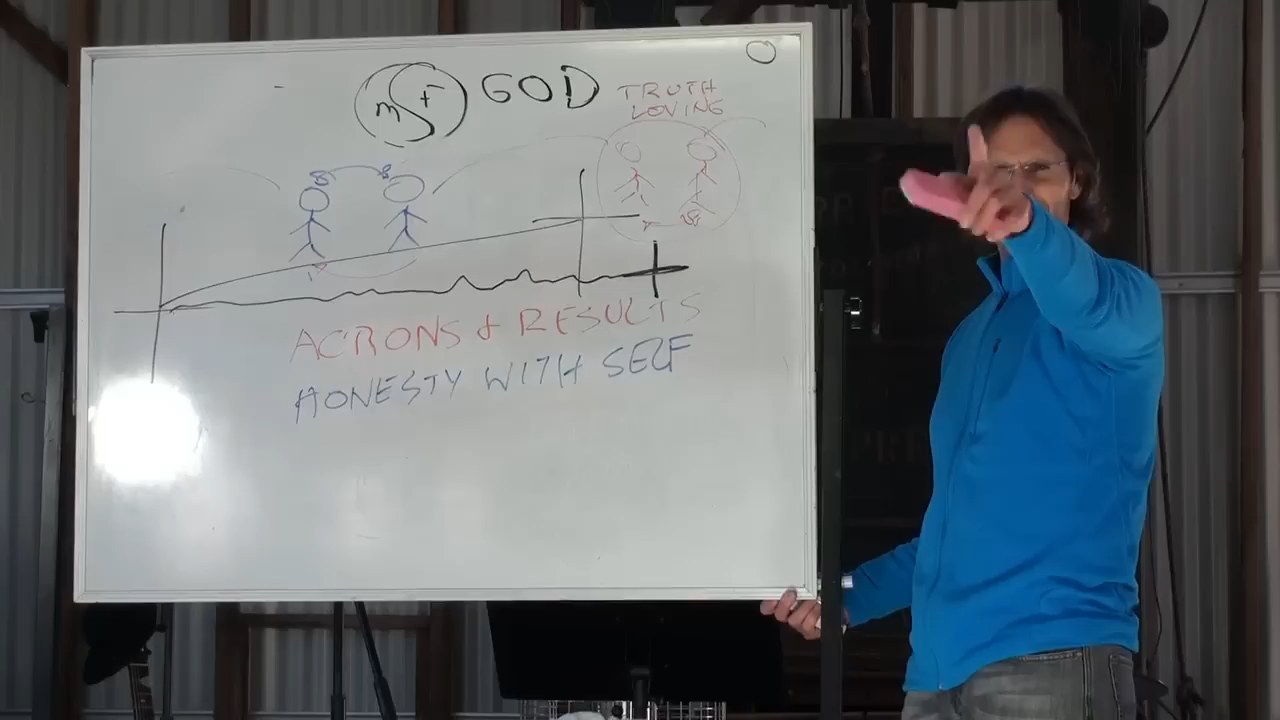 m + GOD
TRUTH
LOVING
ACTIONS & RESULTS
HONESTY WITH SELF